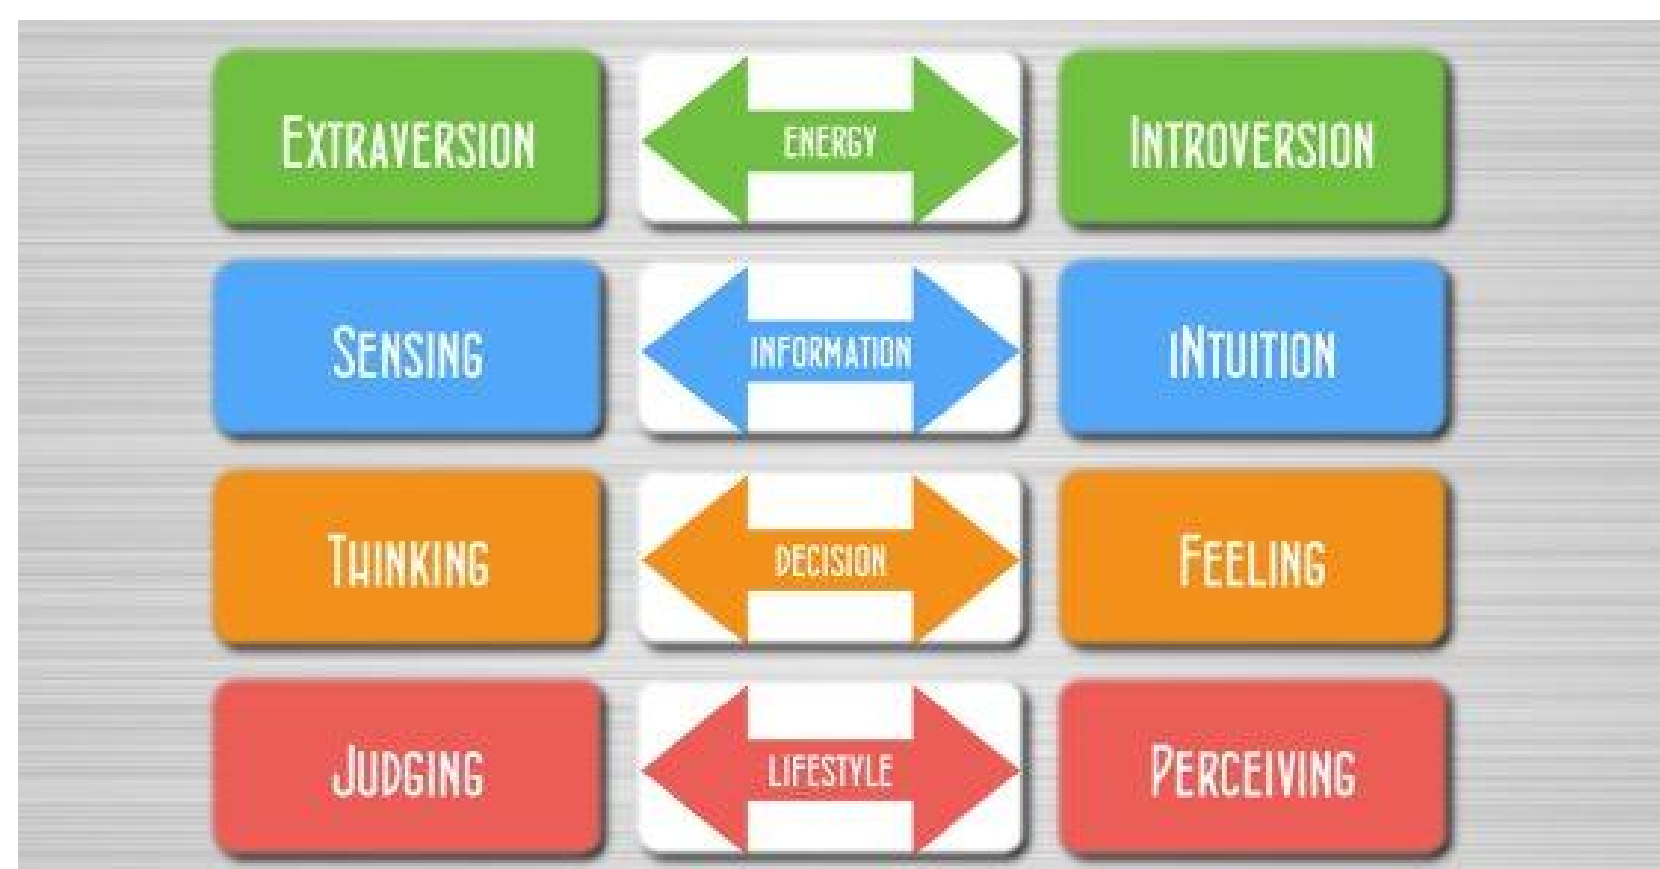 Extraversion
ENERGY
Introversion
Sensing
INFORMATION
iNtuition
Thinking
DECISION
Feeling
Judging
LIFESTYLE
Perceiving